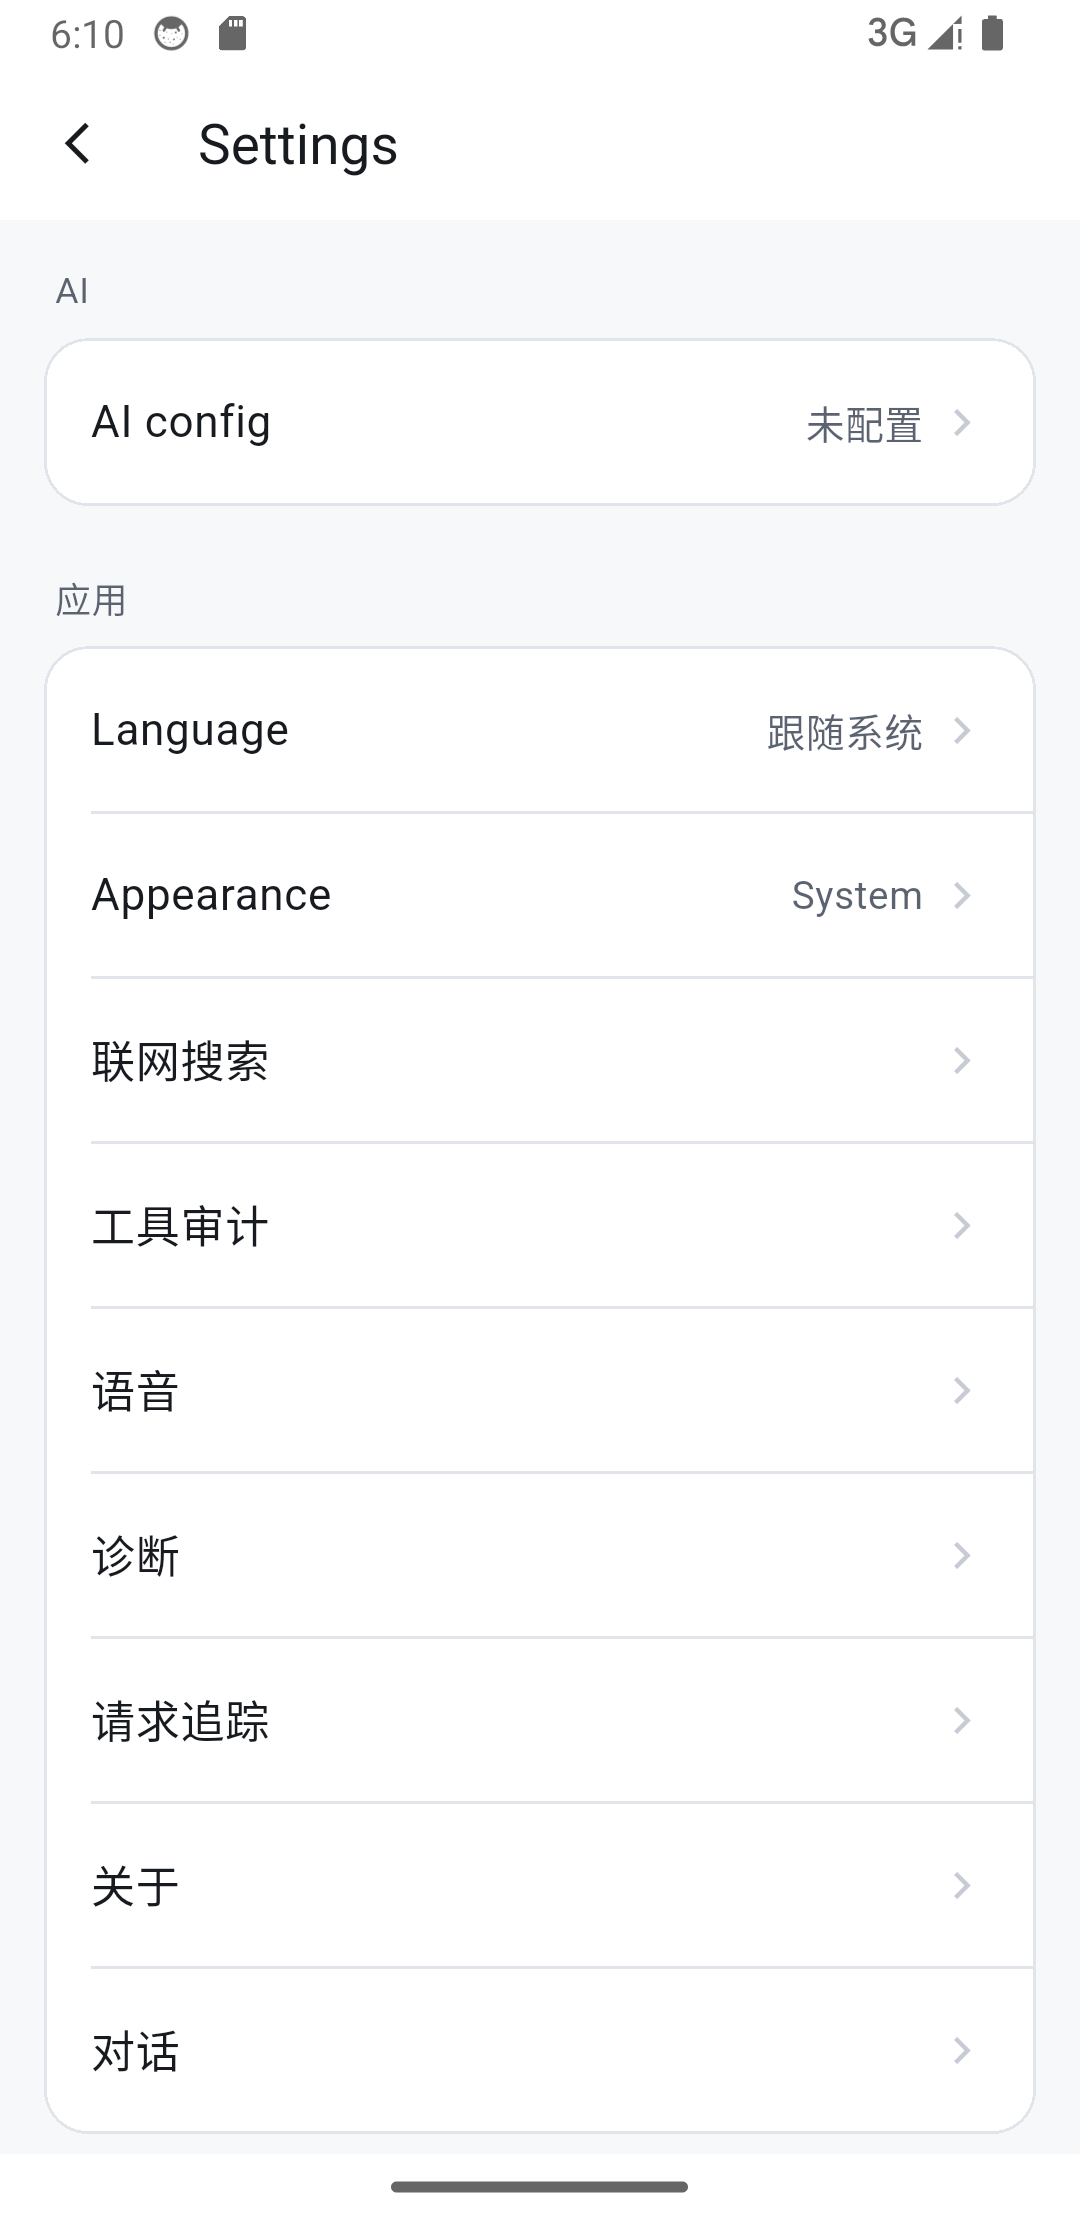 6:10
3G
Settings
AI
AI config
未配置
应用
Language
跟随系统
Appearance
System
联网搜索
工具审计
语音
诊断
请求追踪
关于
对话